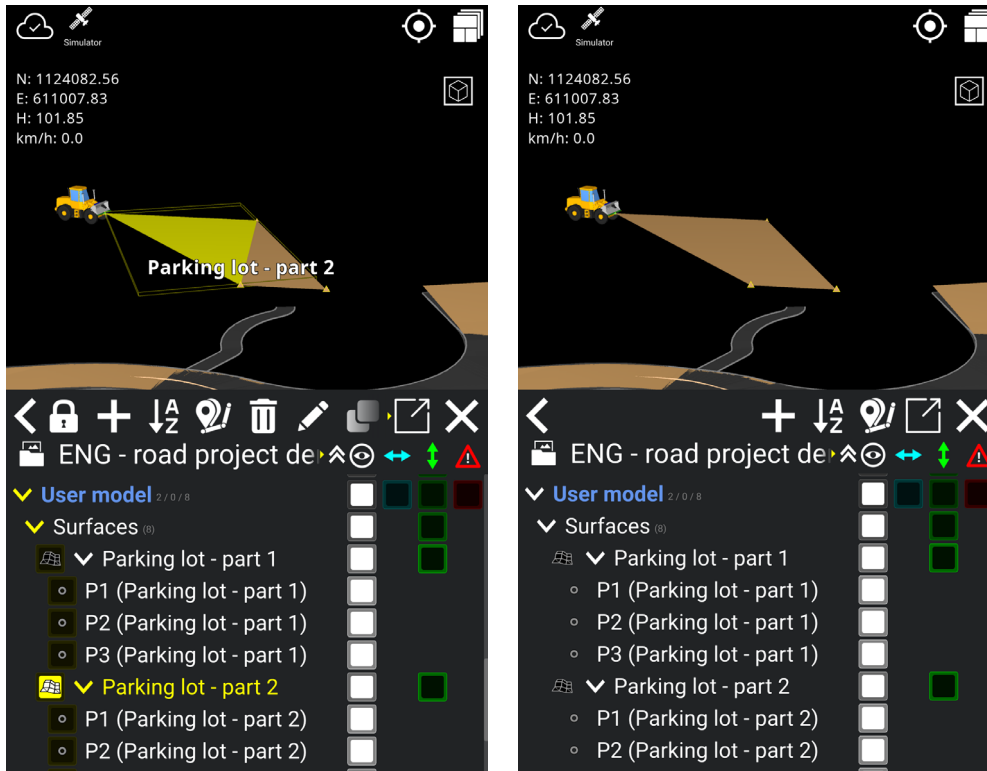 Simulator
N: 1124082.56
E: 611007.83
H: 101.85
km/h: 0.0
Parking lot - part 2
A
Z
ENG - road project de
User model 2/0/8
Surfaces (8)
Parking lot - part 1
P1 (Parking lot - part 1)
P2 (Parking lot - part 1)
P3 (Parking lot - part 1)
Parking lot - part 2
P1 (Parking lot - part 2)
P2 (Parking lot - part 2)
Simulator
N: 1124082.56
E: 611007.83
H: 101.85
km/h: 0.0
A
Z
ENG - road project de
User model 2/0/8
Surfaces (8)
Parking lot - part 1
P1 (Parking lot - part 1)
P2 (Parking lot - part 1)
P3 (Parking lot - part 1)
Parking lot - part 2
P1 (Parking lot - part 2)
P2 (Parking lot - part 2)